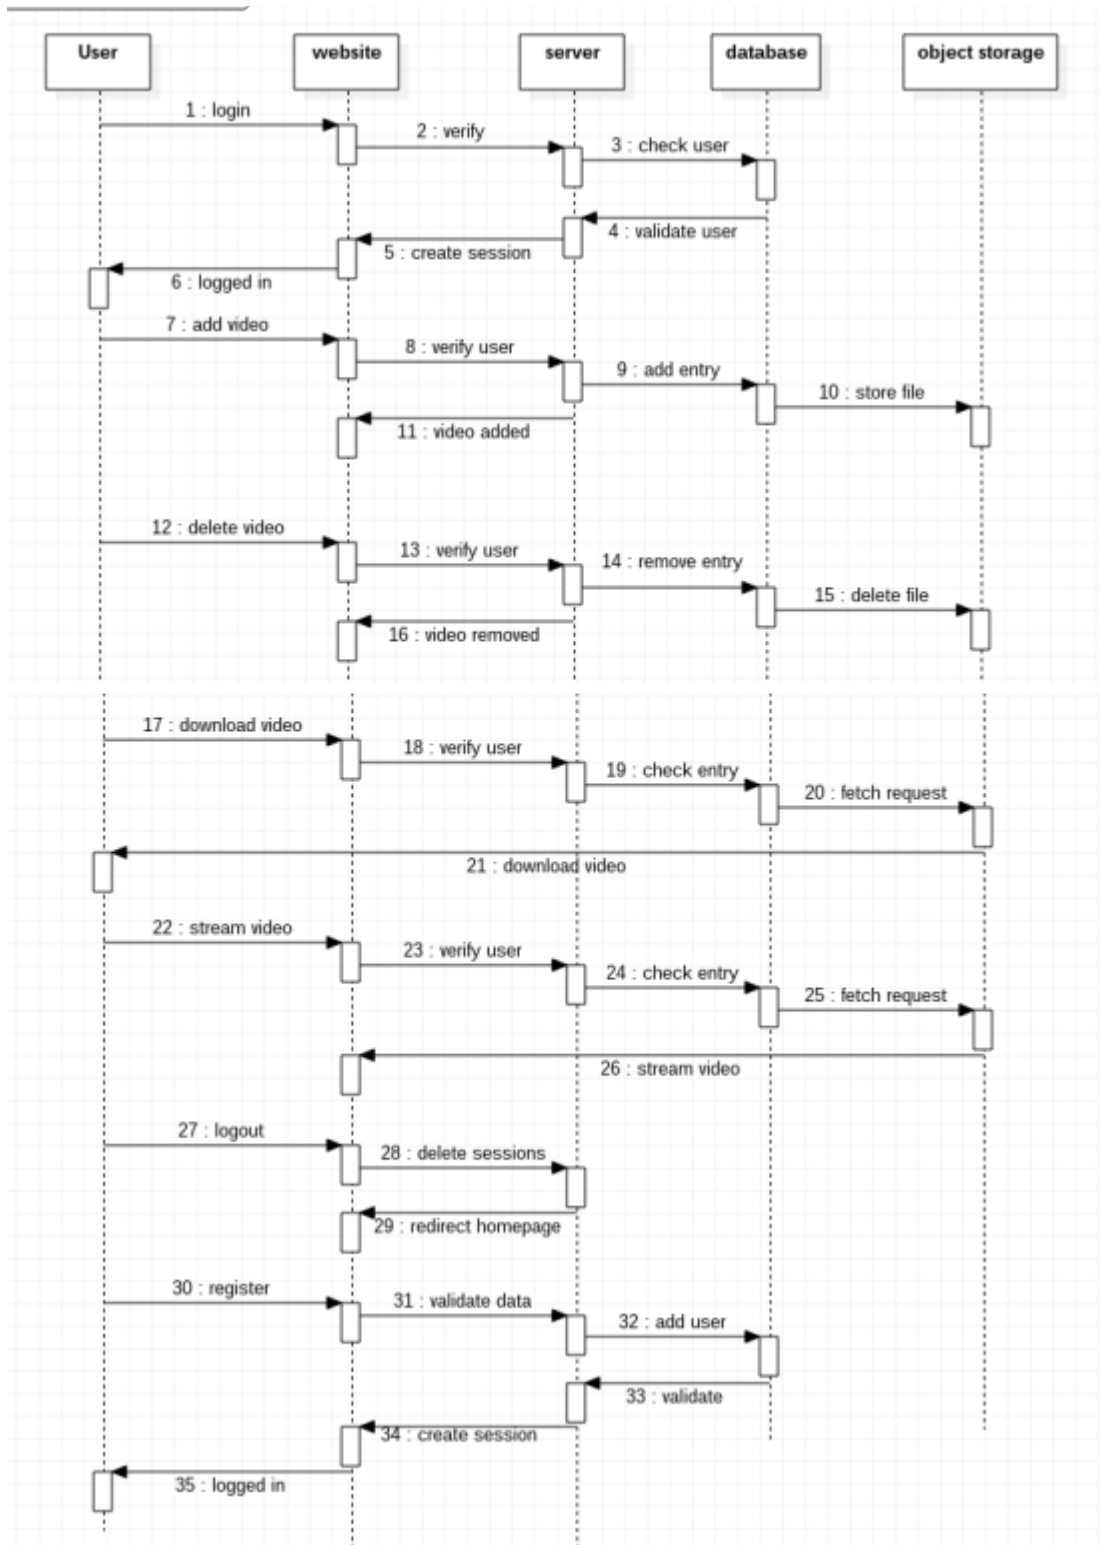 User
website
server
database
object storage
1 : login
2 : verify
3 : check user
4 : validate user
5 : create session
6 : logged in
7 : add video
8 : verify user
9 : add entry
10 : store file
11 : video added
12 : delete video
13 : verify user
14 : remove entry
15 : delete file
16 : video removed
17 : download video
18 : verify user
19 : check entry
20 : fetch request
21 : download video
22 : stream video
23 : verify user
24 : check entry
25 : fetch request
26 : stream video
27 : logout
28 : delete sessions
29 : redirect homepage
30 : register
31 : validate data
32 : add user
33 : validate
34 : create session
35 : logged in